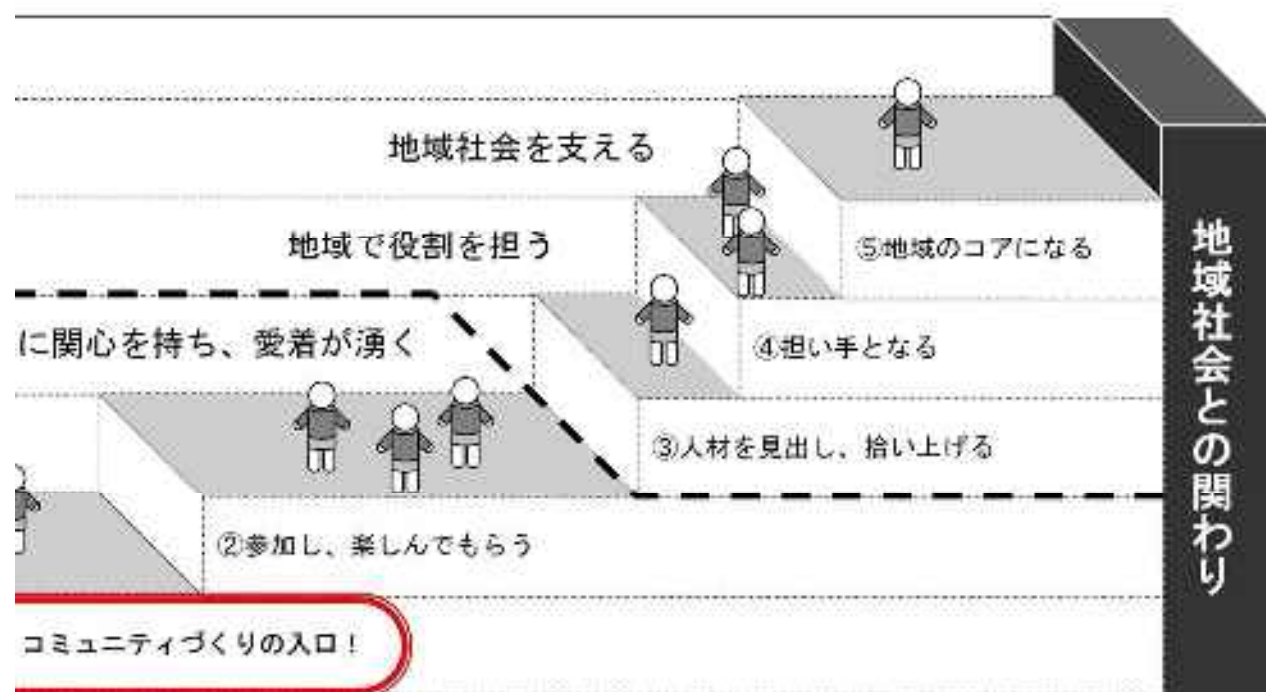 地域社会を支える
地域で役割を担う
⑤地域のコアになる
に関心を持ち、愛着が湧く
④担い手となる
③人材を見出し、拾い上げる
②参加し、楽しんでもらう
コミュニティづくりの入口！
地域社会との関わり